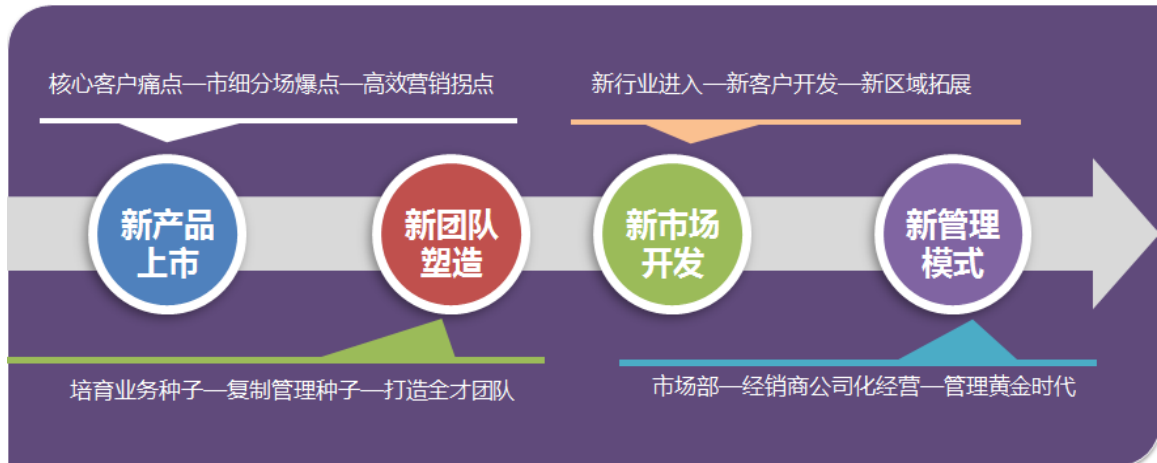 核心客户痛点—市细分场爆点—高效营销拐点
新行业进入—新客户开发—新区域拓展
新产品
上市
新团队
塑造
新市场
开发
新管理
模式
培育业务种子—复制管理种子—打造全才团队
市场部—经销商公司化经营—管理黄金时代